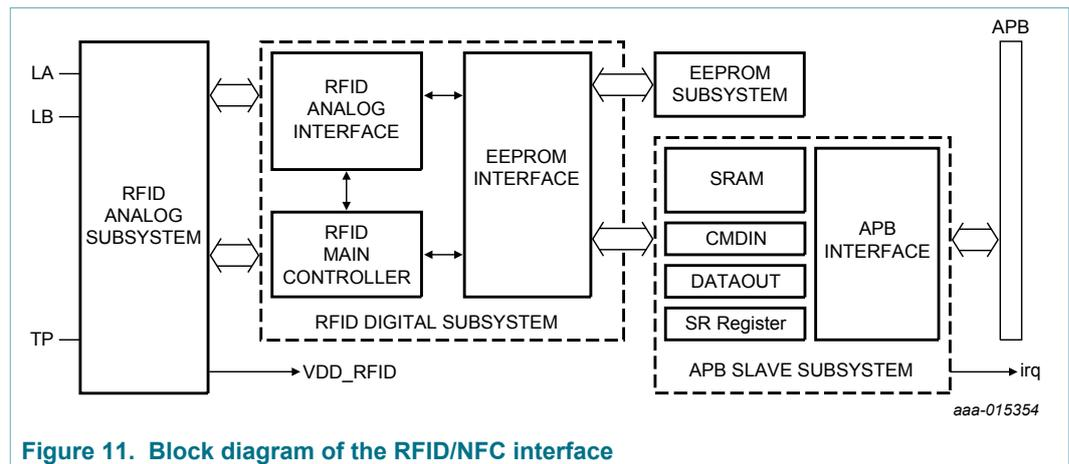 APB
LA
LB
TP
RFID
ANALOG
SUBSYSTEM
RFID
ANALOG
INTERFACE
RFID
MAIN
CONTROLLER
EEPROM
INTERFACE
RFID DIGITAL SUBSYSTEM
VDD_RFID
EEPROM
SUBSYSTEM
SRAM
CMDIN
DATAOUT
SR Register
APB
INTERFACE
APB SLAVE SUBSYSTEM
irq
aaa-015354
Figure 11. Block diagram of the RFID/NFC interface